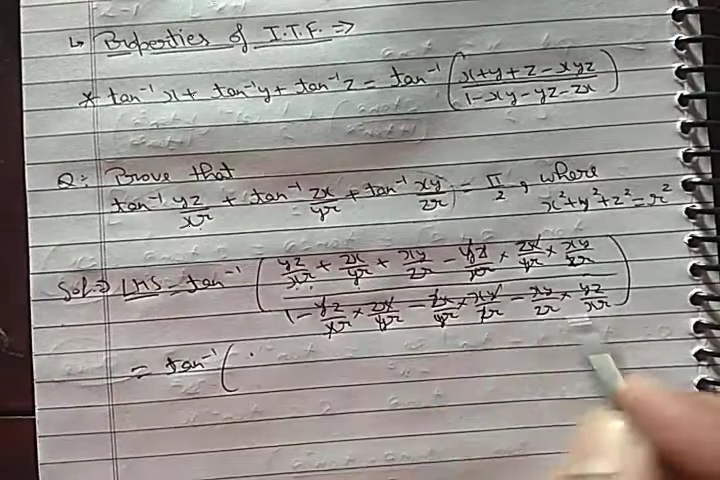 ↳ Properties of I.T.F. ⇒
* tan⁻¹x + tan⁻¹y + tan⁻¹z = tan⁻¹ ( (x+y+z-xyz) / (1-xy-yz-zx) )
Q: Prove that
tan⁻¹ yz/xr + tan⁻¹ zx/yr + tan⁻¹ xy/zr = π/2, where
x²+y²+z²=r²
Sol. ⇒ LHS = tan⁻¹ ( (yz/xr + zx/yr + xy/zr - yz/xr × zx/yr × xy/zr) / (1 - yz/xr × zx/yr - zx/yr × xy/zr - xy/zr × yz/xr) )
= tan⁻¹ (